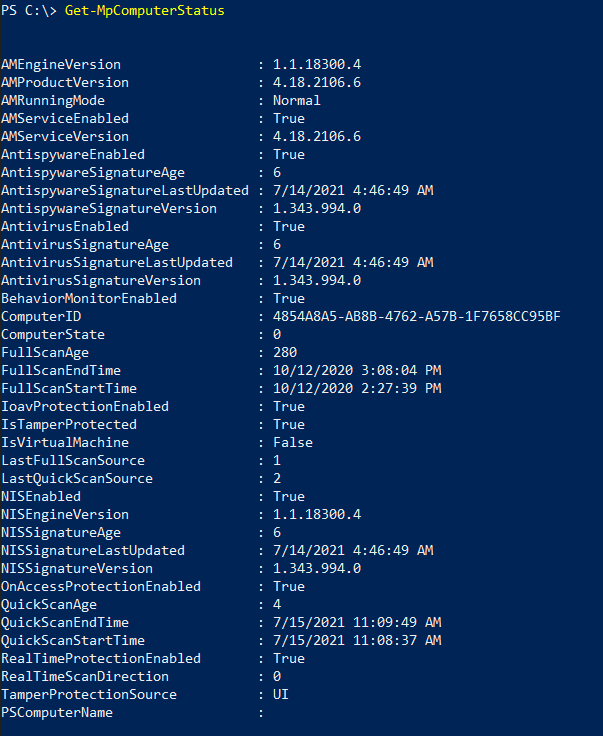 PS C:\> Get-MpComputerStatus
AMEngineVersion : 1.1.18300.4
AMProductVersion : 4.18.2106.6
AMRunningMode : Normal
AMServiceEnabled : True
AMServiceVersion : 4.18.2106.6
AntispywareEnabled : True
AntispywareSignatureAge : 6
AntispywareSignatureLastUpdated : 7/14/2021 4:46:49 AM
AntispywareSignatureVersion : 1.343.994.0
AntivirusEnabled : True
AntivirusSignatureAge : 6
AntivirusSignatureLastUpdated : 7/14/2021 4:46:49 AM
AntivirusSignatureVersion : 1.343.994.0
BehaviorMonitorEnabled : True
ComputerID : 4854A8A5-AB8B-4762-A57B-1F7658CC95BF
ComputerState : 0
FullScanAge : 280
FullScanEndTime : 10/12/2020 3:08:04 PM
FullScanStartTime : 10/12/2020 2:27:39 PM
IoavProtectionEnabled : True
IsTamperProtected : True
IsVirtualMachine : False
LastFullScanSource : 1
LastQuickScanSource : 2
NISEnabled : True
NISEngineVersion : 1.1.18300.4
NISSignatureAge : 6
NISSignatureLastUpdated : 7/14/2021 4:46:49 AM
NISSignatureVersion : 1.343.994.0
OnAccessProtectionEnabled : True
QuickScanAge : 4
QuickScanEndTime : 7/15/2021 11:09:49 AM
QuickScanStartTime : 7/15/2021 11:08:37 AM
RealTimeProtectionEnabled : True
RealTimeScanDirection : 0
TamperProtectionSource : UI
PSComputerName :